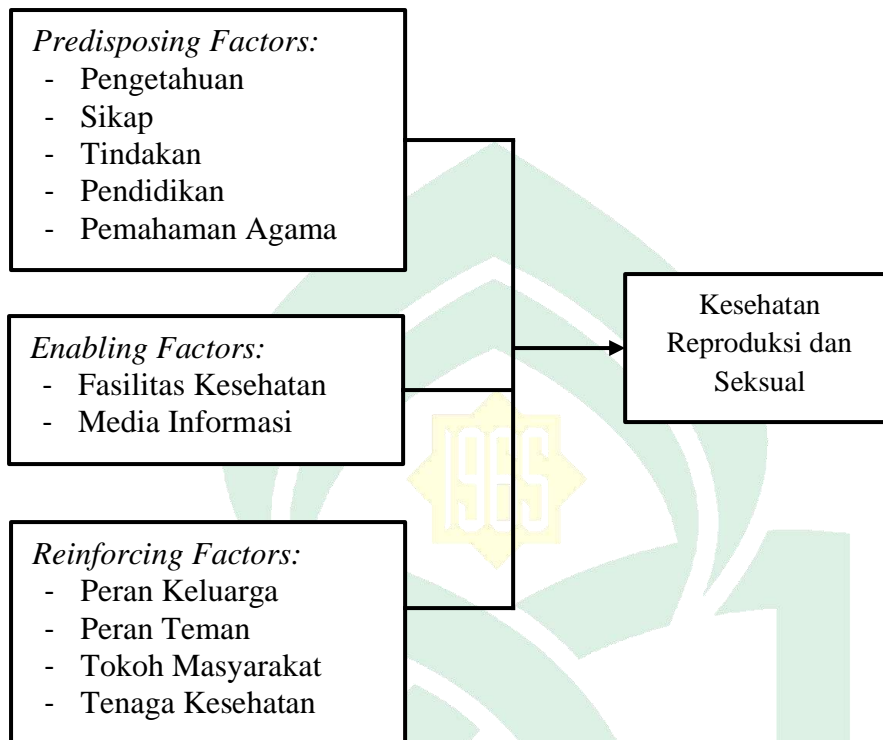 Predisposing Factors:
- Pengetahuan
- Sikap
- Tindakan
- Pendidikan
- Pemahaman Agama
Enabling Factors:
- Fasilitas Kesehatan
- Media Informasi
Reinforcing Factors:
- Peran Keluarga
- Peran Teman
- Tokoh Masyarakat
- Tenaga Kesehatan
Kesehatan
Reproduksi dan
Seksual
1985